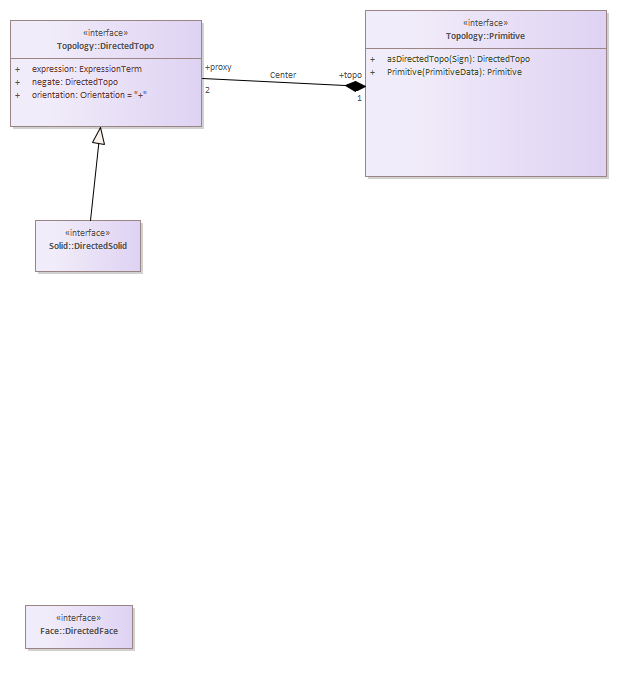 «interface»
Topology::DirectedTopo
+ expression: ExpressionTerm
+ negate: DirectedTopo
+ orientation: Orientation = "+"
+proxy
2
Center
+topo
1
«interface»
Topology::Primitive
+ asDirectedTopo(Sign): DirectedTopo
+ Primitive(PrimitiveData): Primitive
«interface»
Solid::DirectedSolid
«interface»
Face::DirectedFace